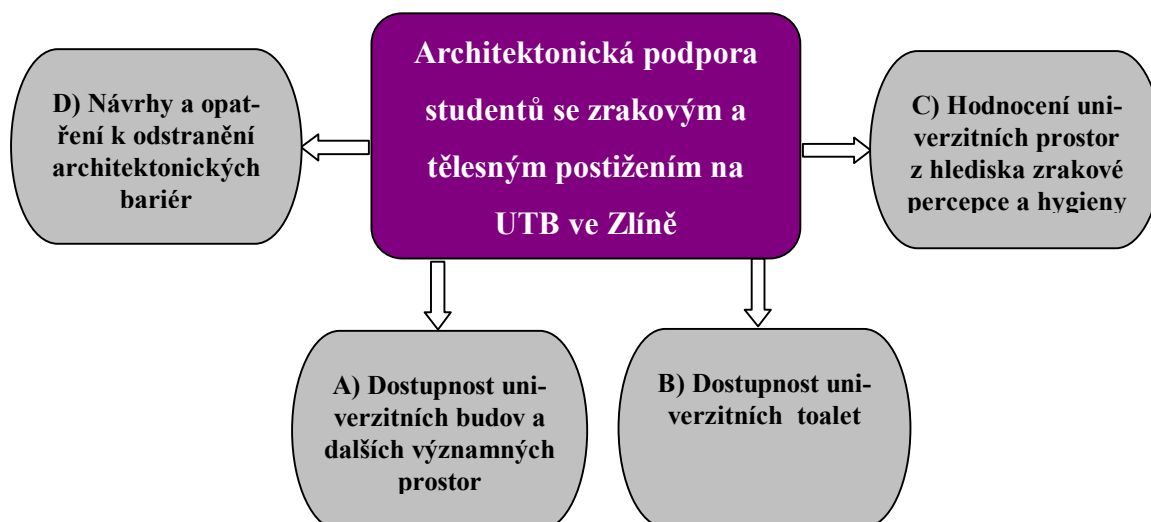 Architektonická podpora
studentů se zrakovým a
tělesným postižením na
UTB ve Zlíně
D) Návrhy a opat-
ření k odstranění
architektonických
bariér
C) Hodnocení uni-
verzitních prostor
z hlediska zrakové
percepce a hygieny
A) Dostupnost uni-
verzitních budov a
dalších významných
prostor
B) Dostupnost uni-
verzitních toalet